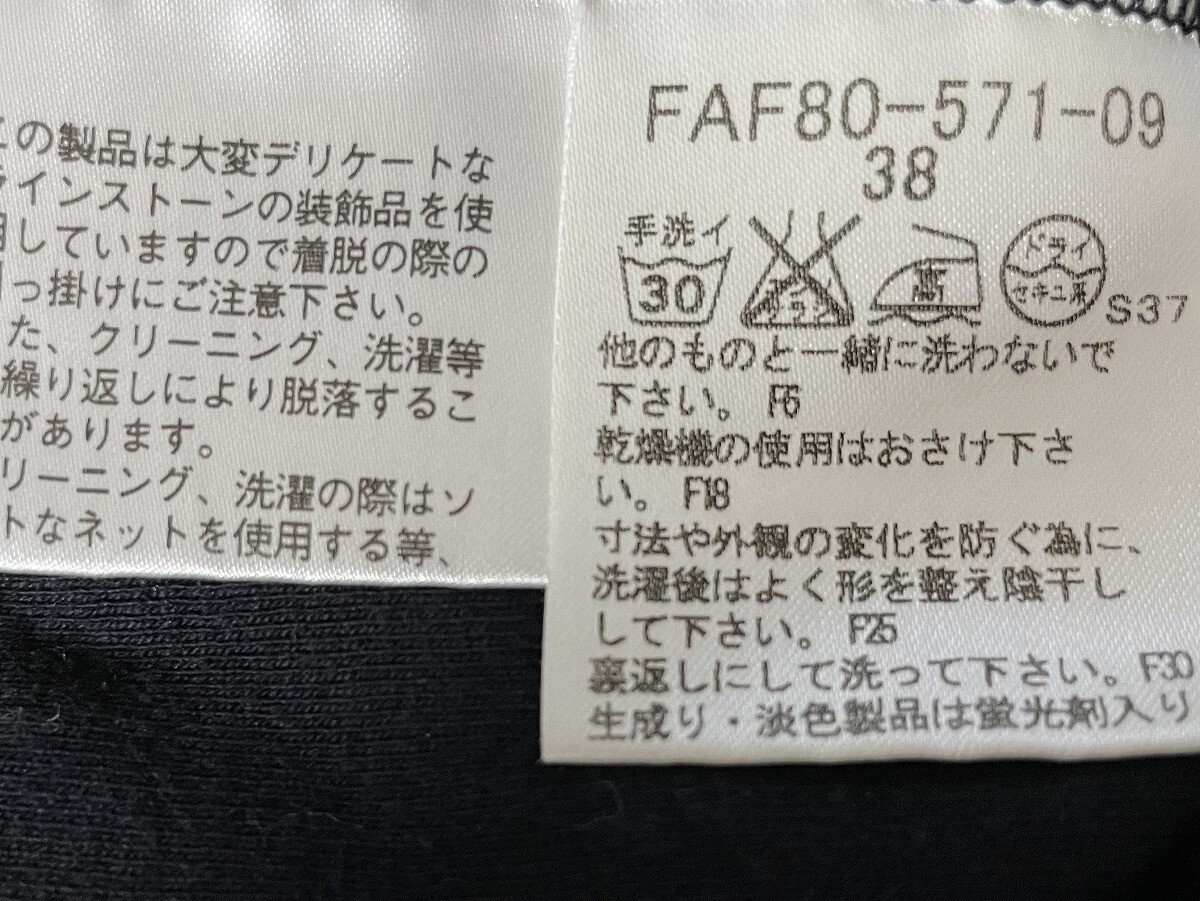 この製品は大変デリケートな
ラインストーンの装飾品を使
用していますので着脱の際の
っ掛けにご注意下さい。
た、クリーニング、洗濯等
繰り返しにより脱落するこ
があります。
リーニング、洗濯の際はソ
トなネットを使用する等、
FAF80-571-09
38
手洗イ
30
エンソサラシ
高
ドライ
セキユ系
S37
他のものと一緒に洗わないで
下さい。 F6
乾燥機の使用はおさけ下さ
い。 F18
寸法や外観の変化を防ぐ為に、
洗濯後はよく形を整え陰干し
して下さい。 F25
裏返しにして洗って下さい。F30
生成り・淡色製品は蛍光剤入り